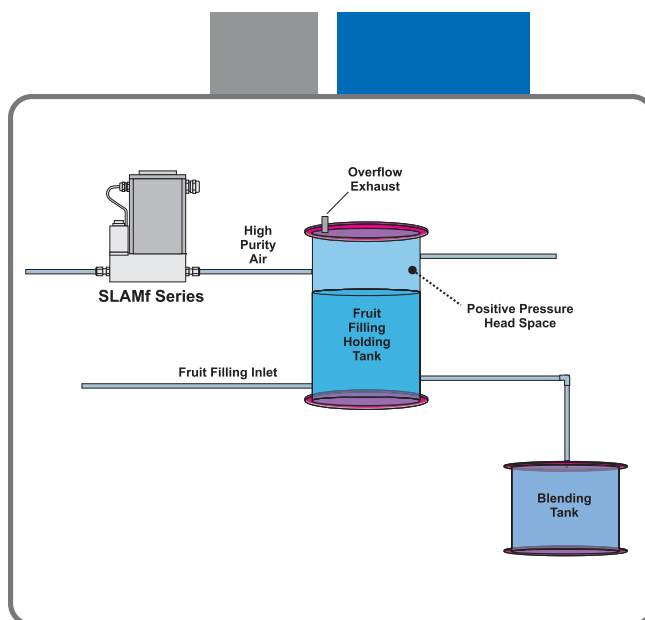 Overflow
Exhaust
High
Purity
Air
SLAMf Series
Positive Pressure
Head Space
Fruit
Filling
Holding
Tank
Fruit Filling Inlet
Blending
Tank